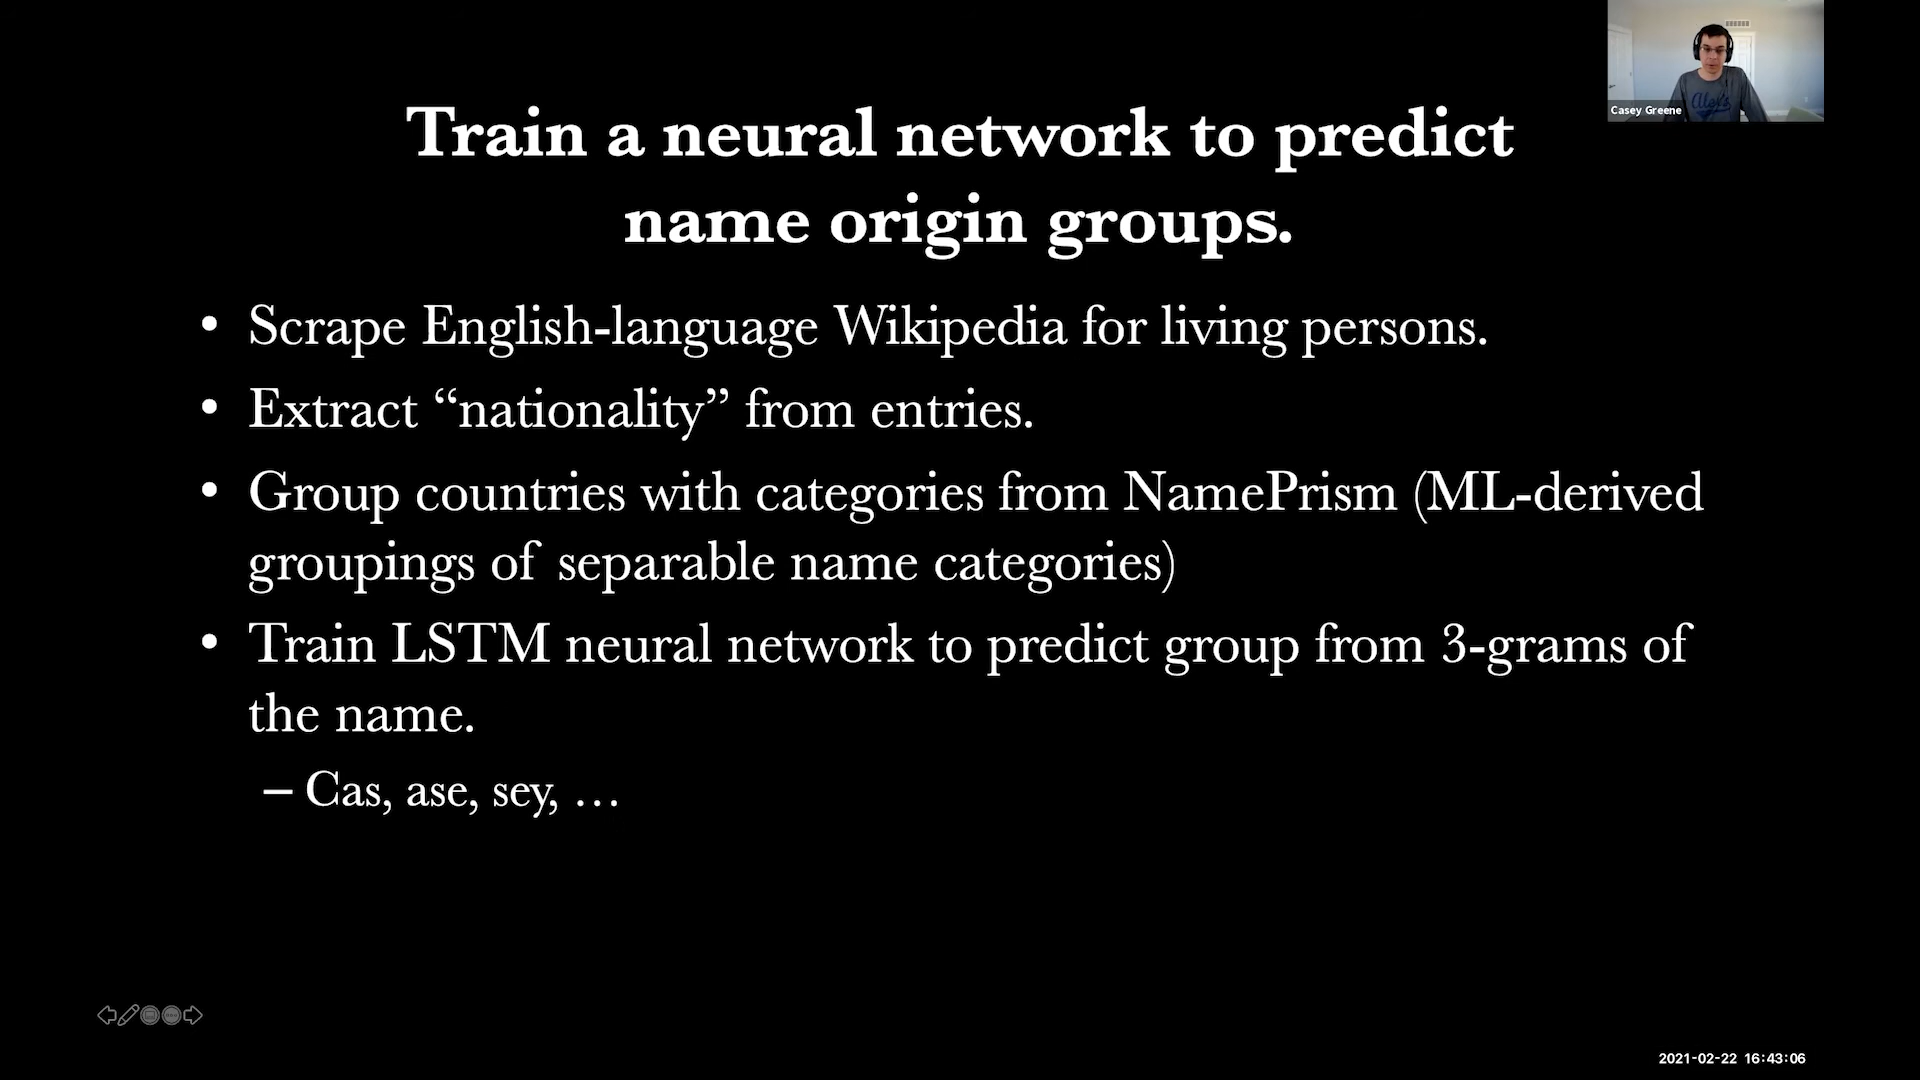 Train a neural network to predict
name origin groups.
• Scrape English-language Wikipedia for living persons.
• Extract “nationality” from entries.
• Group countries with categories from NamePrism (ML-derived
groupings of separable name categories)
• Train LSTM neural network to predict group from 3-grams of
the name.
– Cas, ase, sey, …
Casey Greene
2021-02-22 16:43:06